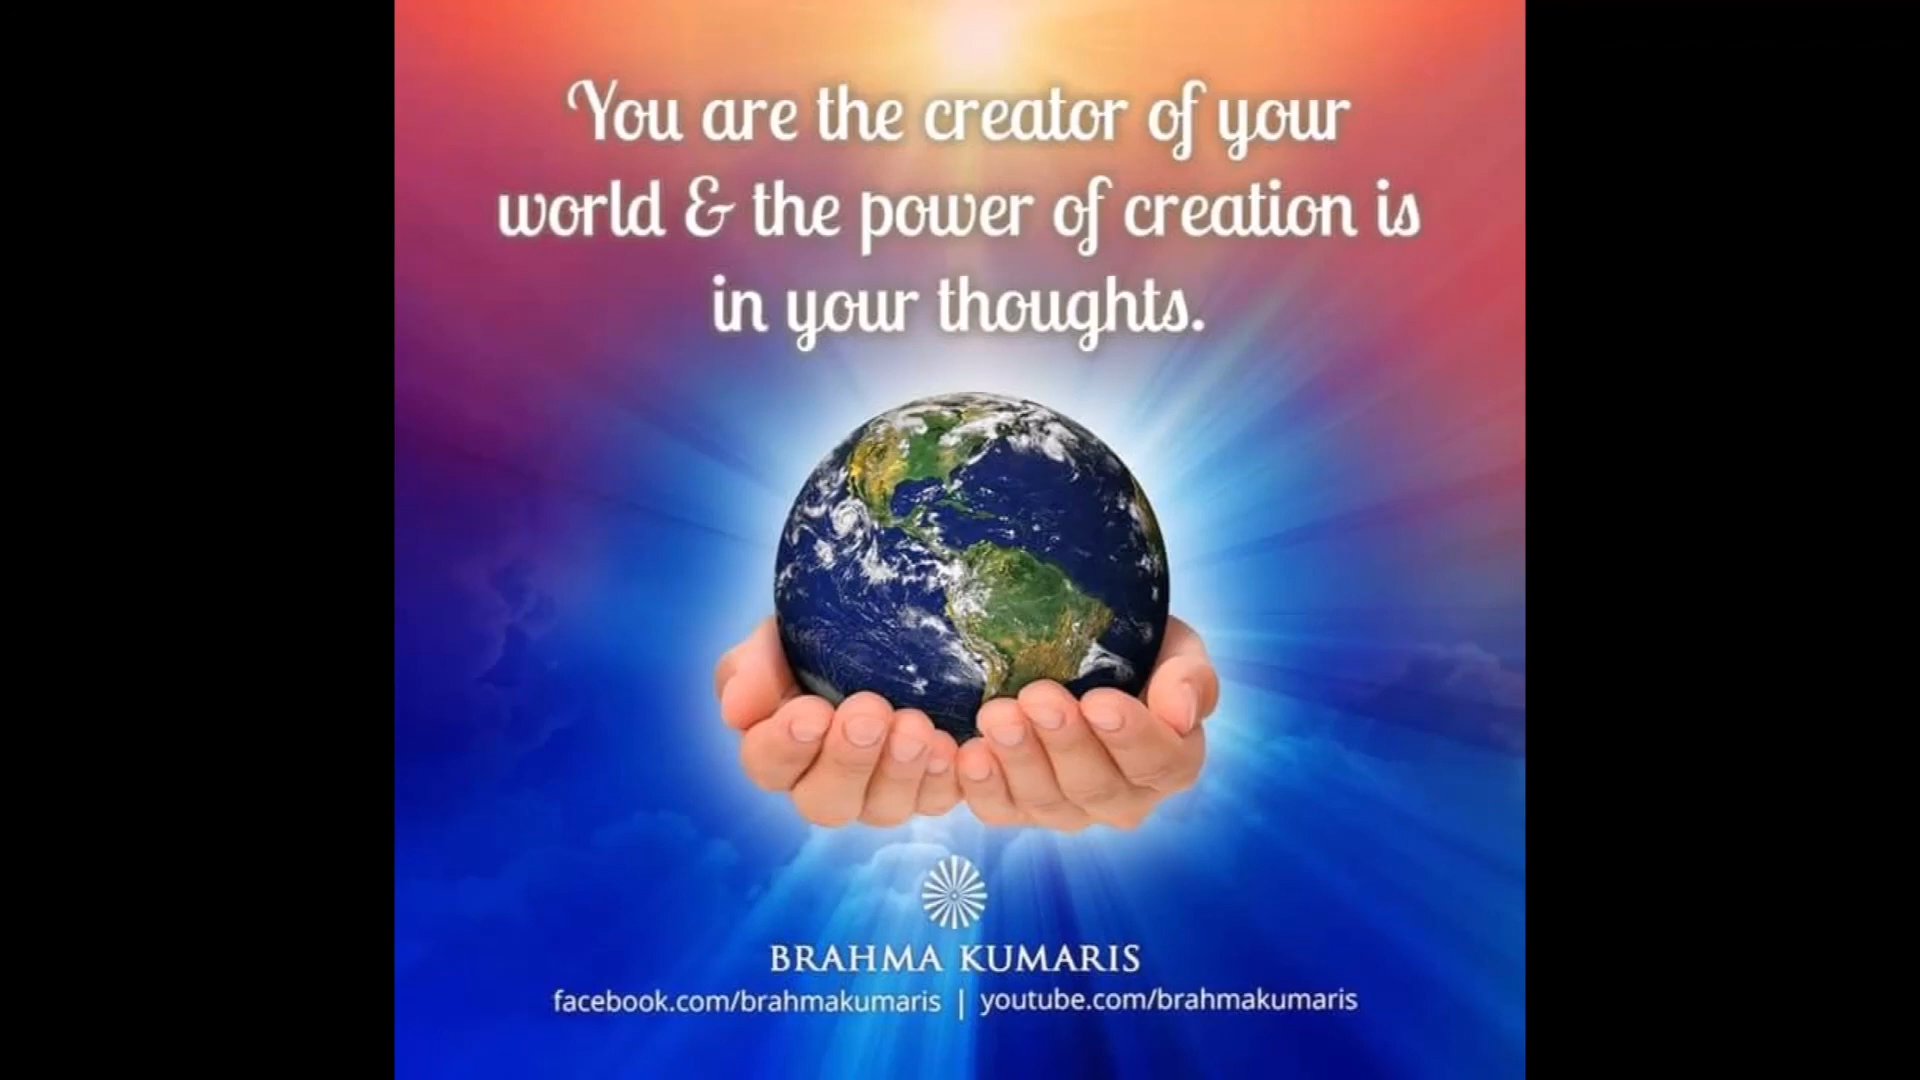 You are the creator of your
world & the power of creation is
in your thoughts.
BRAHMA KUMARIS
facebook.com/brahmakumaris | youtube.com/brahmakumaris